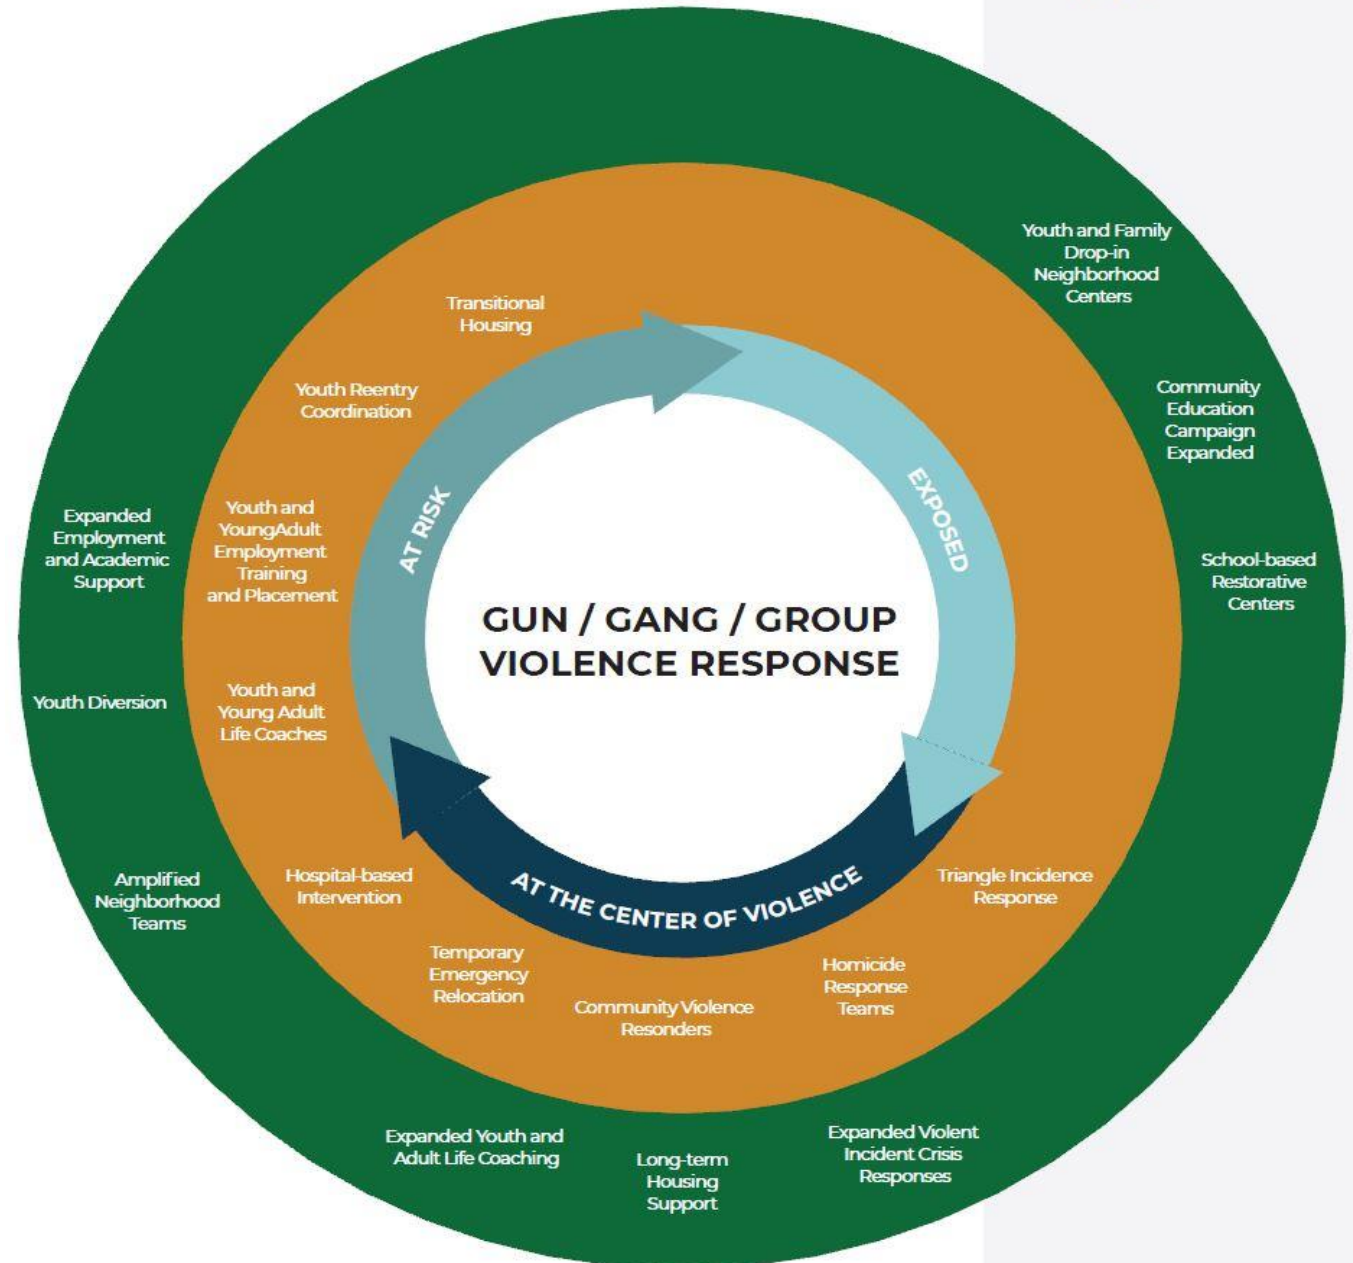 Youth and Family
Drop-in
Neighborhood
Centers
Community
Education
Campaign
Expanded
School-based
Restorative
Centers
Transitional
Housing
Youth Reentry
Coordination
Youth and
YoungAdult
Employment
Training
and Placement
Youth and
Young Adult
Life Coaches
Expanded
Employment
and Academic
Support
Youth Diversion
Amplified
Neighborhood
Teams
AT RISK
EXPOSED
GUN / GANG / GROUP
VIOLENCE RESPONSE
AT THE CENTER OF VIOLENCE
Hospital-based
Intervention
Temporary
Emergency
Relocation
Community Violence
Resonders
Homicide
Response
Teams
Triangle Incidence
Response
Expanded Youth and
Adult Life Coaching
Long-term
Housing
Support
Expanded Violent
Incident Crisis
Responses